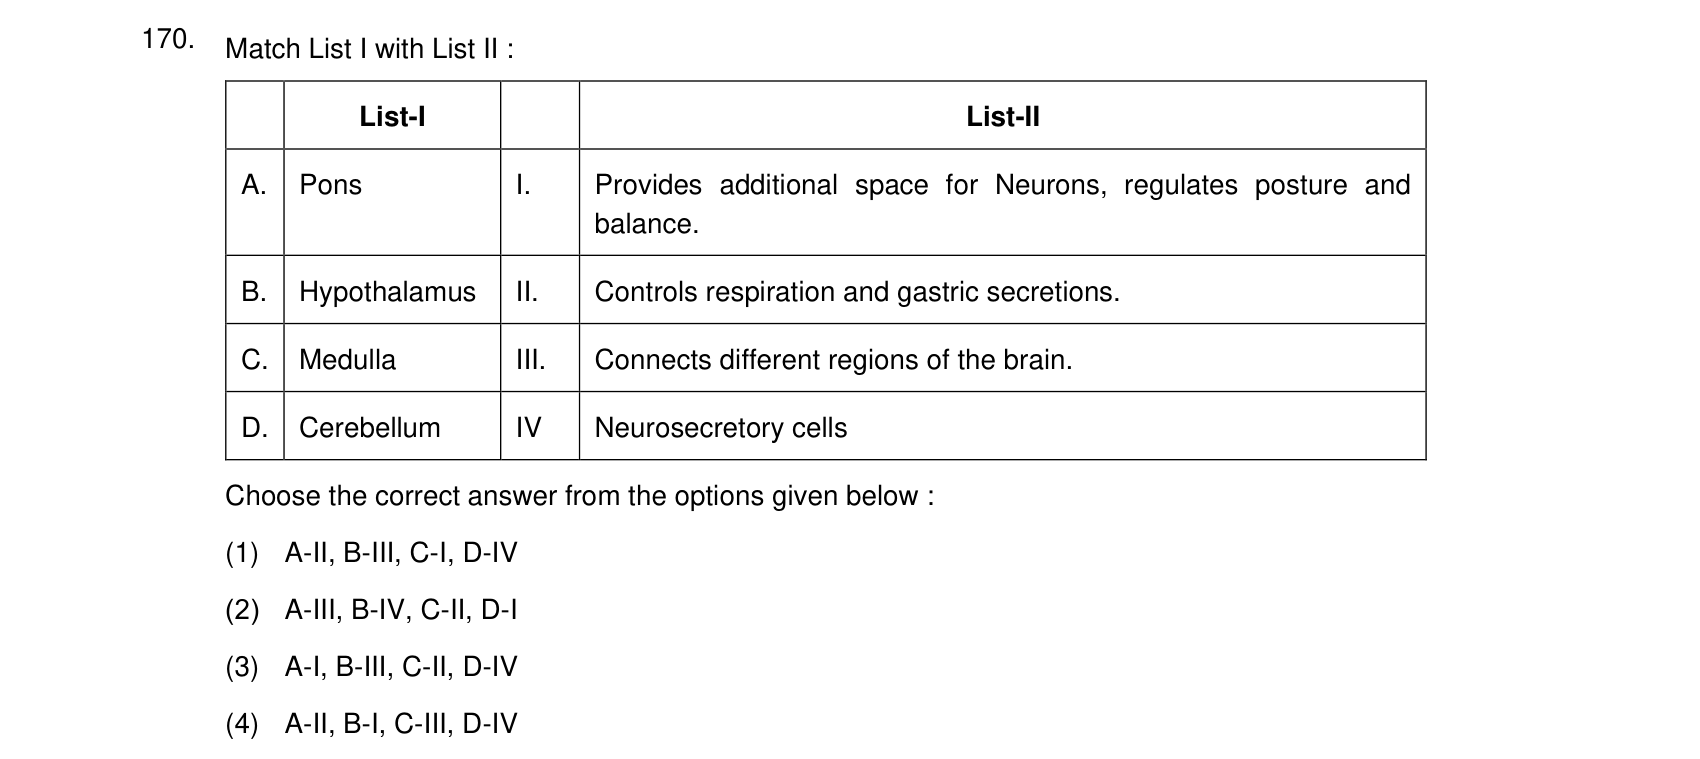 170. Match List I with List II :
List-I List-II
A. Pons I. Provides additional space for Neurons, regulates posture and
balance.
B. Hypothalamus II. Controls respiration and gastric secretions.
C. Medulla III. Connects different regions of the brain.
D. Cerebellum IV Neurosecretory cells
Choose the correct answer from the options given below :
(1) A-II, B-III, C-I, D-IV
(2) A-III, B-IV, C-II, D-I
(3) A-I, B-III, C-II, D-IV
(4) A-II, B-I, C-III, D-IV